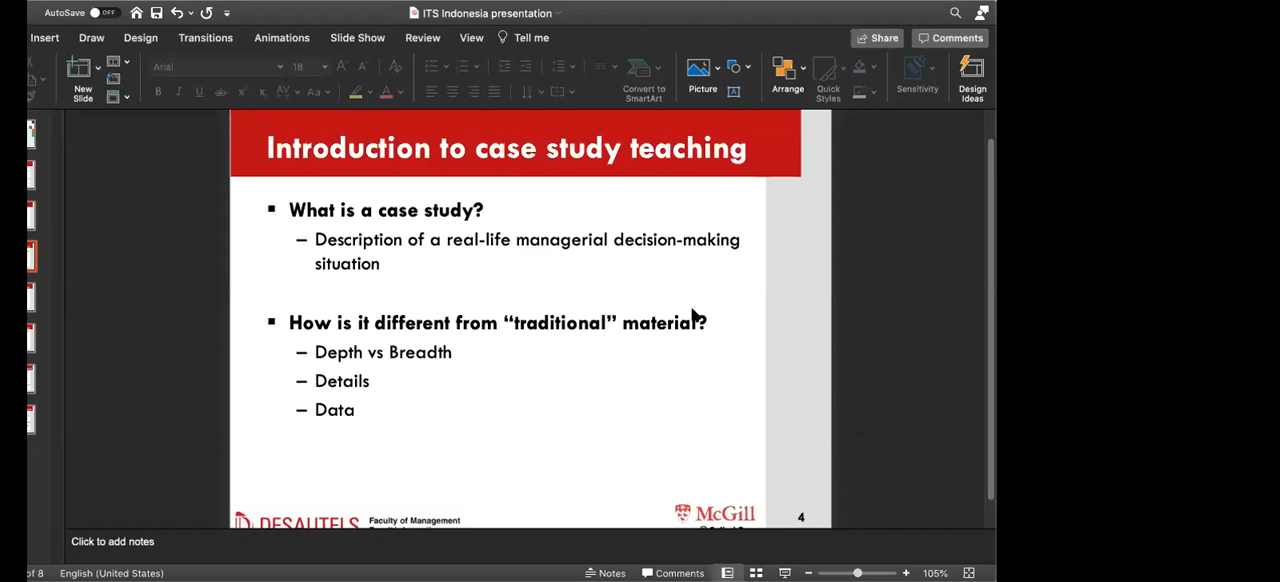 AutoSave OFF ITS Indonesia presentation
Insert Draw Design Transitions Animations Slide Show Review View Tell me Share Comments
Arial 18
New Slide
Convert to SmartArt
Picture
Arrange
Quick Styles
Sensitivity
Design Ideas
Introduction to case study teaching
▪ What is a case study?
– Description of a real-life managerial decision-making
situation
▪ How is it different from “traditional” material?
– Depth vs Breadth
– Details
– Data
DESAUTELS Faculty of Management McGill 4
Click to add notes
of 8 English (United States) Notes Comments 105%